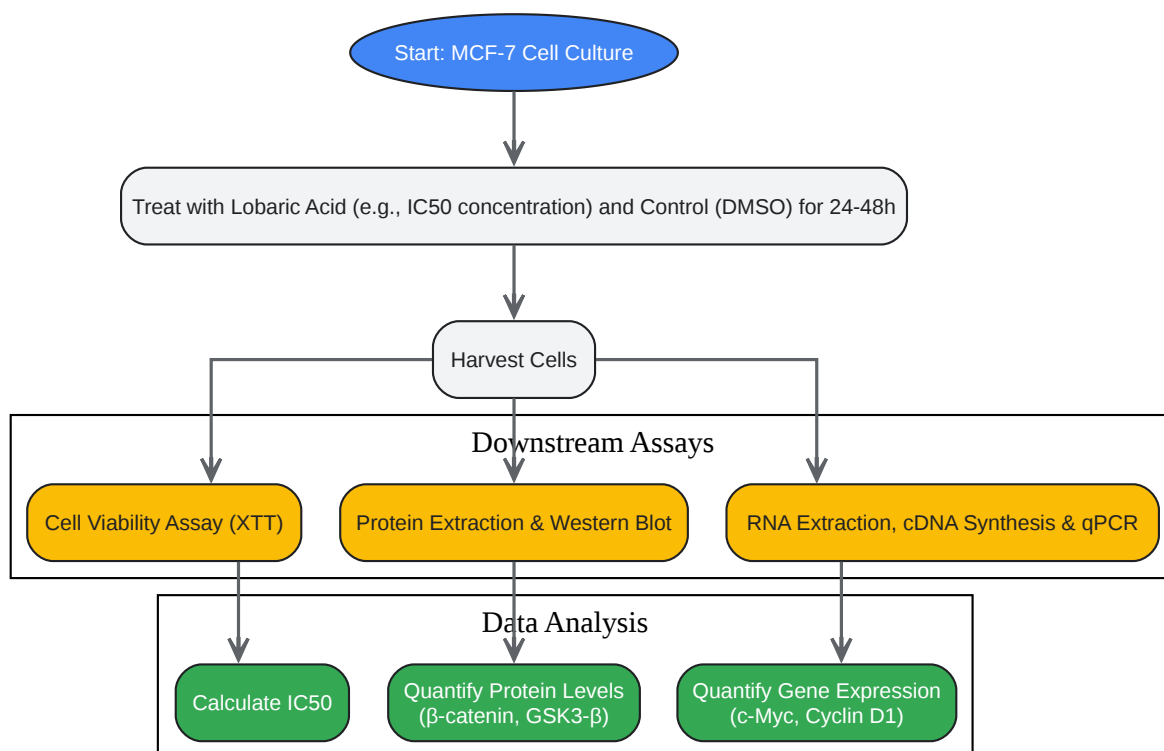 Start: MCF-7 Cell Culture
Treat with Lobaric Acid (e.g., IC50 concentration) and Control (DMSO) for 24-48h
Harvest Cells
Downstream Assays
Cell Viability Assay (XTT)
Protein Extraction & Western Blot
RNA Extraction, cDNA Synthesis & qPCR
Data Analysis
Calculate IC50
Quantify Protein Levels
(β-catenin, GSK3-β)
Quantify Gene Expression
(c-Myc, Cyclin D1)